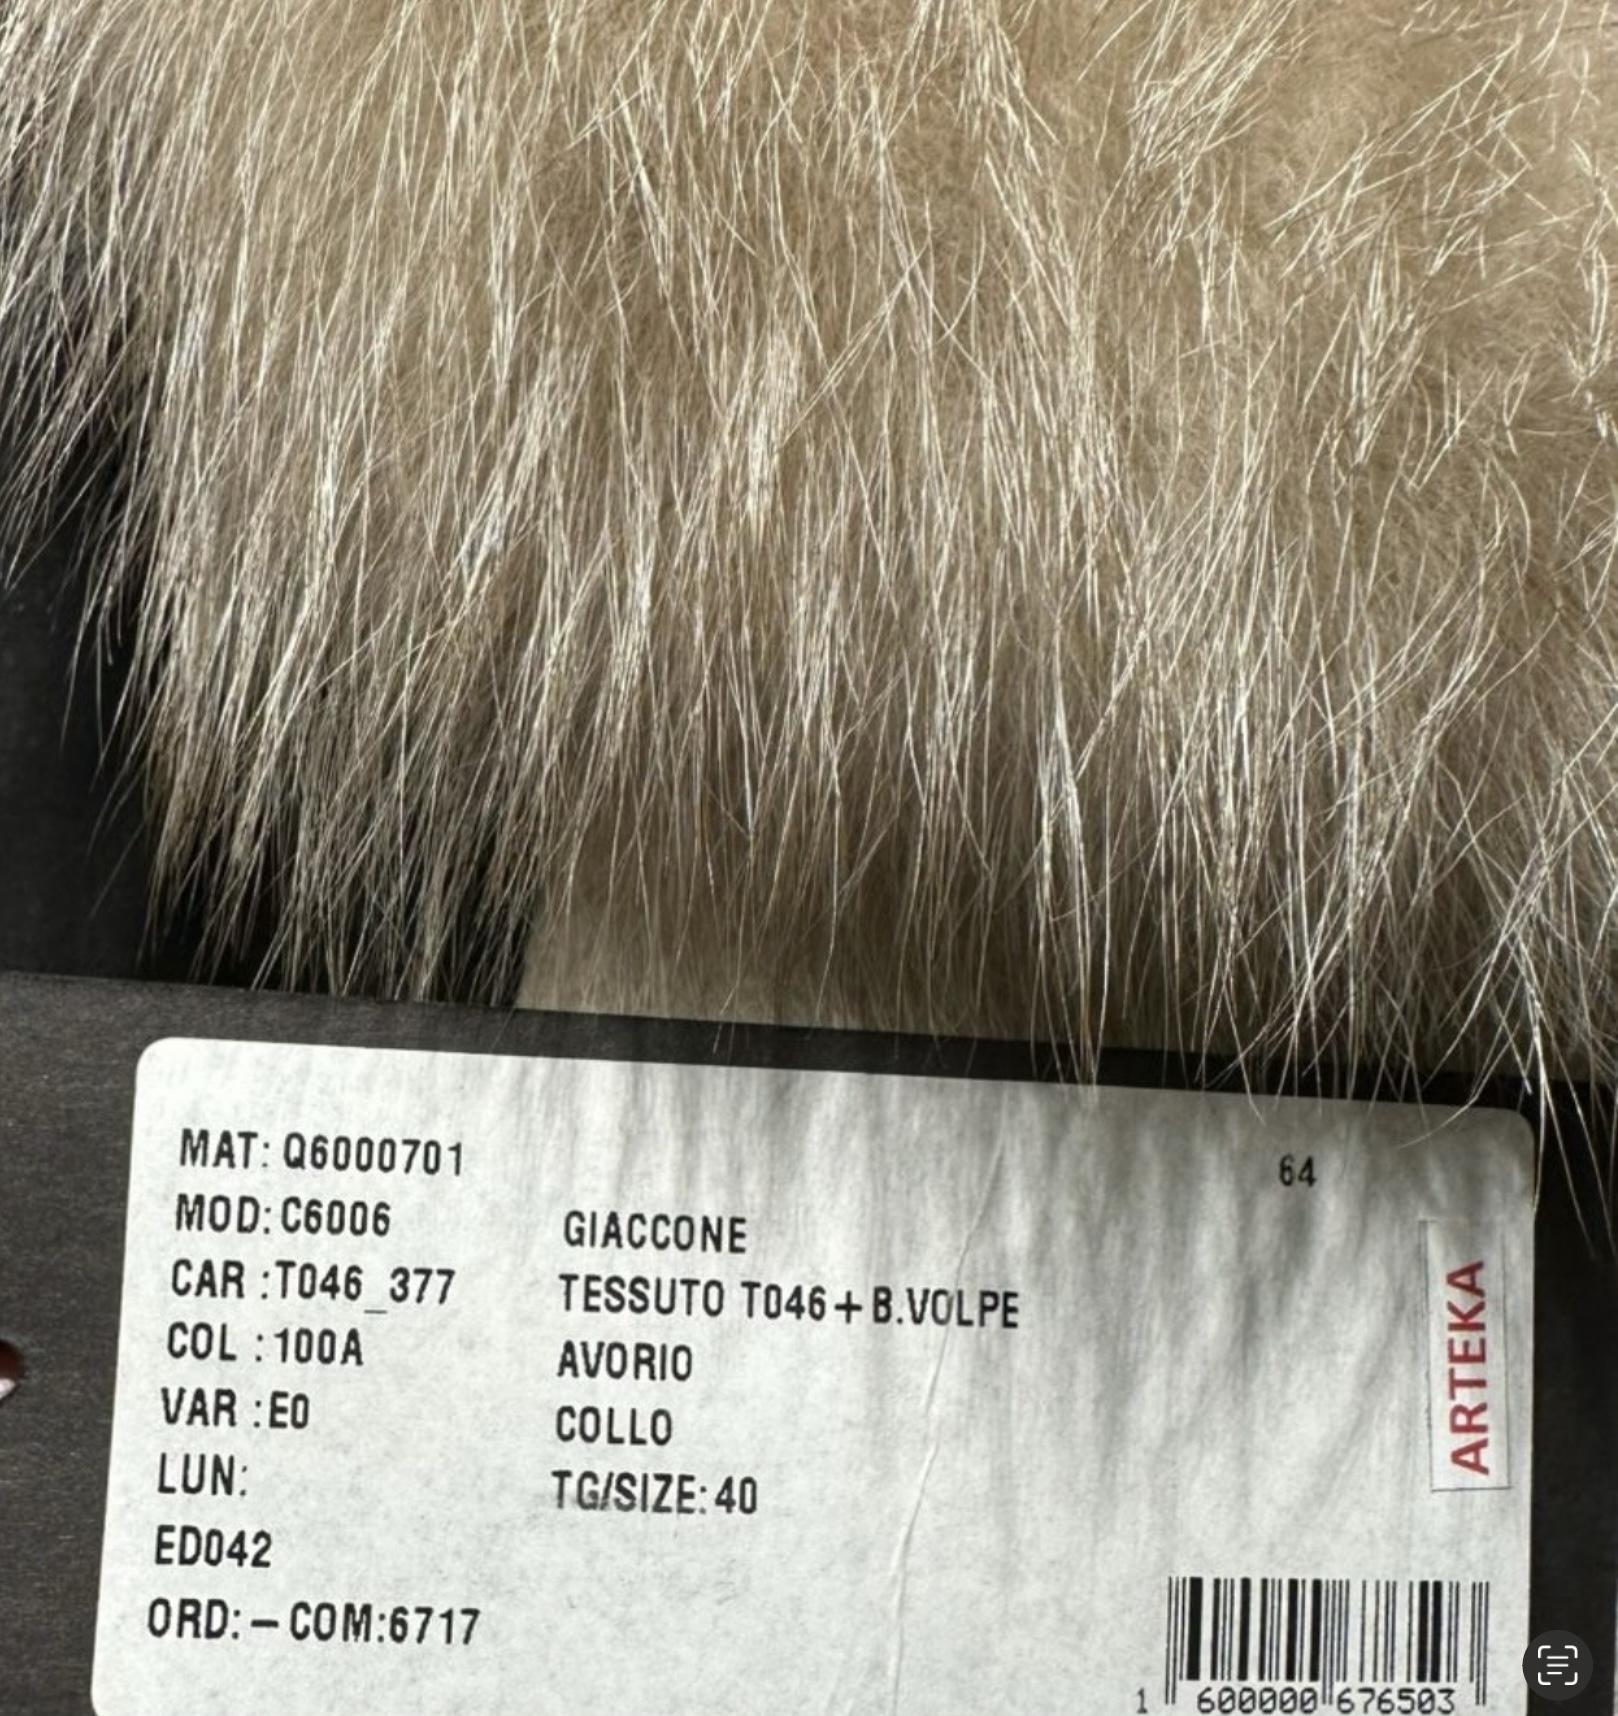 MAT: Q6000701
64
MOD: C6006
GIACCONE
CAR :T046_377
TESSUTO T046+B.VOLPE
COL :100A
AVORIO
VAR :E0
COLLO
LUN:
TG/SIZE:40
ED042
ORD:-COM:6717
ARTEKA
1 600000 676503